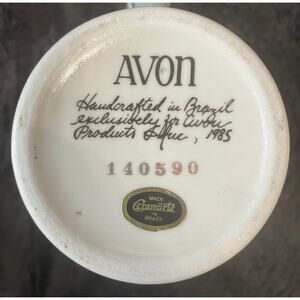 AVON
Handcrafted in Brazil
exclusively for Avon
Products Inc., 1985
140590
MADE
Ceramarte
IN
BRAZIL